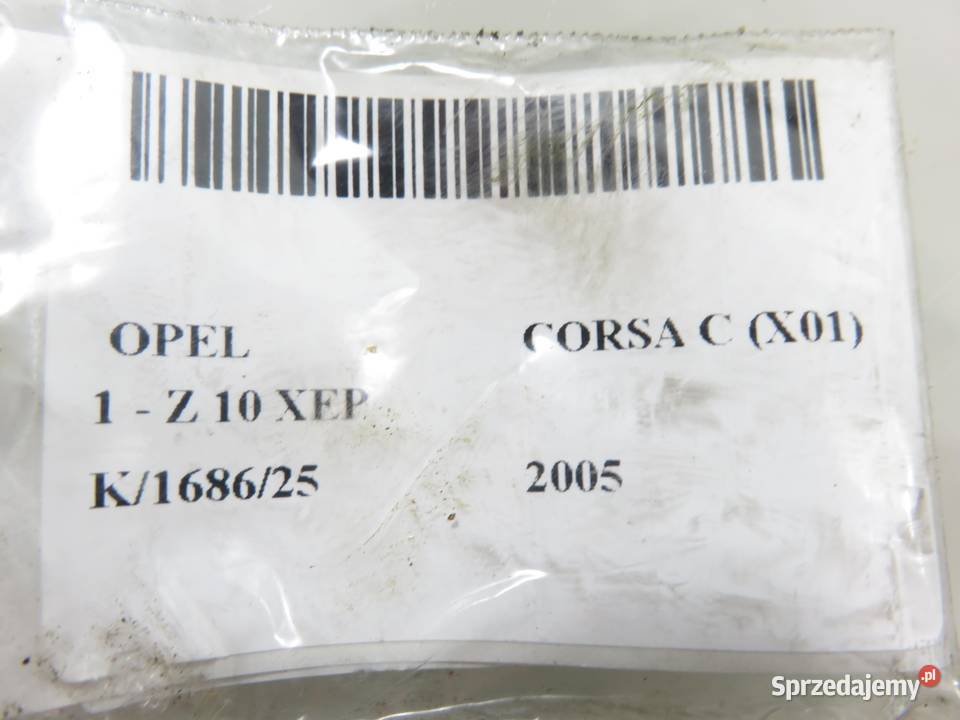 OPEL CORSA C (X01)
1 - Z 10 XEP
K/1686/25 2005
Sprzedajemy.pl